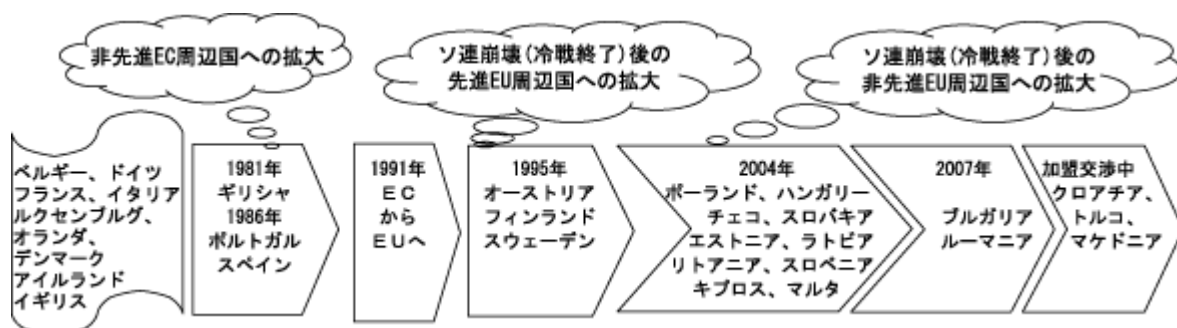 非先進EC周辺国への拡大
ソ連崩壊(冷戦終了)後の
先進EU周辺国への拡大
ソ連崩壊(冷戦終了)後の
非先進EU周辺国への拡大
ベルギー、ドイツ
フランス、イタリア
ルクセンブルグ、
オランダ、
デンマーク
アイルランド
イギリス
1981年
ギリシャ
1986年
ポルトガル
スペイン
1991年
EC
から
EUへ
1995年
オーストリア
フィンランド
スウェーデン
2004年
ポーランド、ハンガリー
チェコ、スロバキア
エストニア、ラトビア
リトアニア、スロベニア
キプロス、マルタ
2007年
ブルガリア
ルーマニア
加盟交渉中
クロアチア、
トルコ、
マケドニア